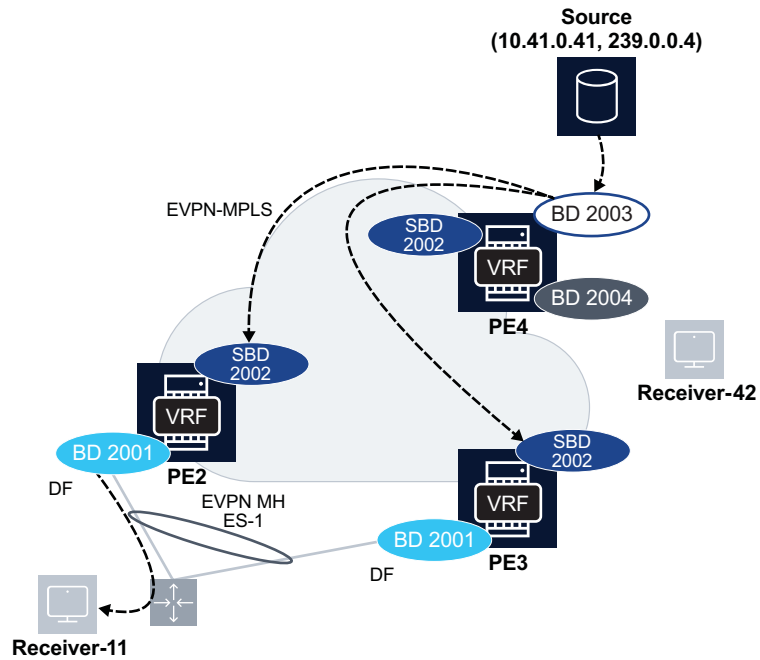 Source
(10.41.0.41, 239.0.0.4)
EVPN-MPLS
BD 2003
SBD
2002
VRF
BD 2004
PE4
SBD
2002
Receiver-42
VRF
SBD
2002
BD 2001
PE2
DF
EVPN MH
ES-1
VRF
BD 2001
DF
PE3
Receiver-11